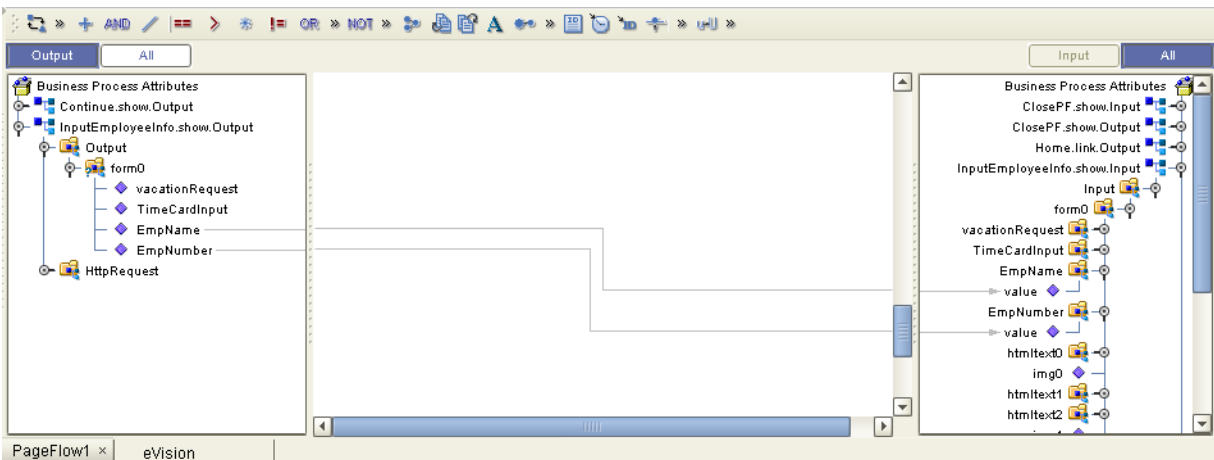 AND
OR
NOT
A
ID
ID
Output
All
Input
All
Business Process Attributes
Continue.show.Output
InputEmployeeInfo.show.Output
Output
form0
vacationRequest
TimeCardInput
EmpName
EmpNumber
HttpRequest
Business Process Attributes
ClosePF.show.Input
ClosePF.show.Output
Home.link.Output
InputEmployeeInfo.show.Input
Input
form0
vacationRequest
TimeCardInput
EmpName
value
EmpNumber
value
htmltext0
img0
htmltext1
htmltext2
PageFlow1 ×
eVision